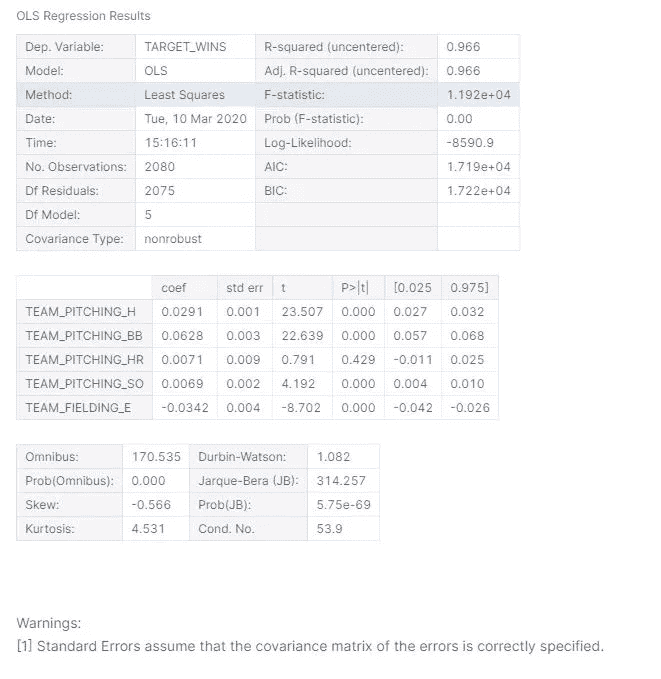 OLS Regression Results
Dep. Variable: TARGET_WINS R-squared (uncentered): 0.966
Model: OLS Adj. R-squared (uncentered): 0.966
Method: Least Squares F-statistic: 1.192e+04
Date: Tue, 10 Mar 2020 Prob (F-statistic): 0.00
Time: 15:16:11 Log-Likelihood: -8590.9
No. Observations: 2080 AIC: 1.719e+04
Df Residuals: 2075 BIC: 1.722e+04
Df Model: 5
Covariance Type: nonrobust
coef std err t P>|t| [0.025 0.975]
TEAM_PITCHING_H 0.0291 0.001 23.507 0.000 0.027 0.032
TEAM_PITCHING_BB 0.0628 0.003 22.639 0.000 0.057 0.068
TEAM_PITCHING_HR 0.0071 0.009 0.791 0.429 -0.011 0.025
TEAM_PITCHING_SO 0.0069 0.002 4.192 0.000 0.004 0.010
TEAM_FIELDING_E -0.0342 0.004 -8.702 0.000 -0.042 -0.026
Omnibus: 170.535 Durbin-Watson: 1.082
Prob(Omnibus): 0.000 Jarque-Bera (JB): 314.257
Skew: -0.566 Prob(JB): 5.75e-69
Kurtosis: 4.531 Cond. No. 53.9
Warnings:
[1] Standard Errors assume that the covariance matrix of the errors is correctly specified.